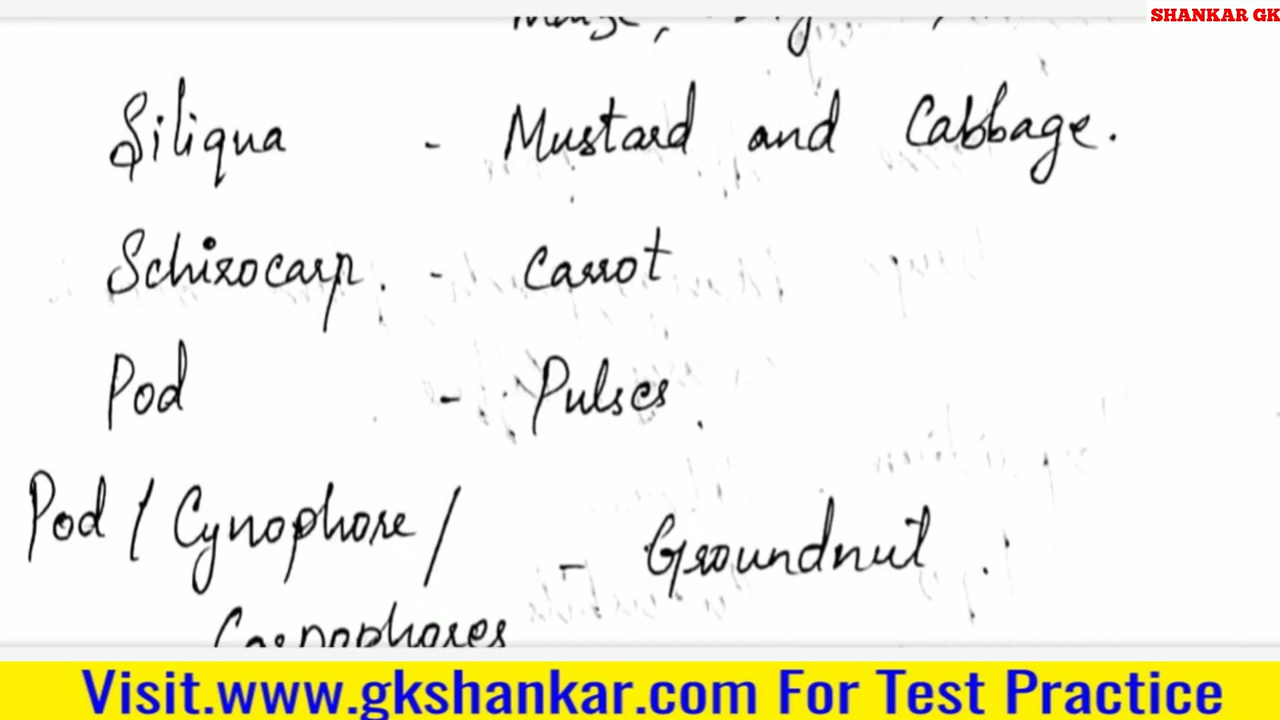 SHANKAR GK
Siliqua - Mustard and Cabbage.
Schizocarp. - Carrot
Pod - Pulses
Pod / Cynophore / - Groundnut.
Carpophores
Visit.www.gkshankar.com For Test Practice